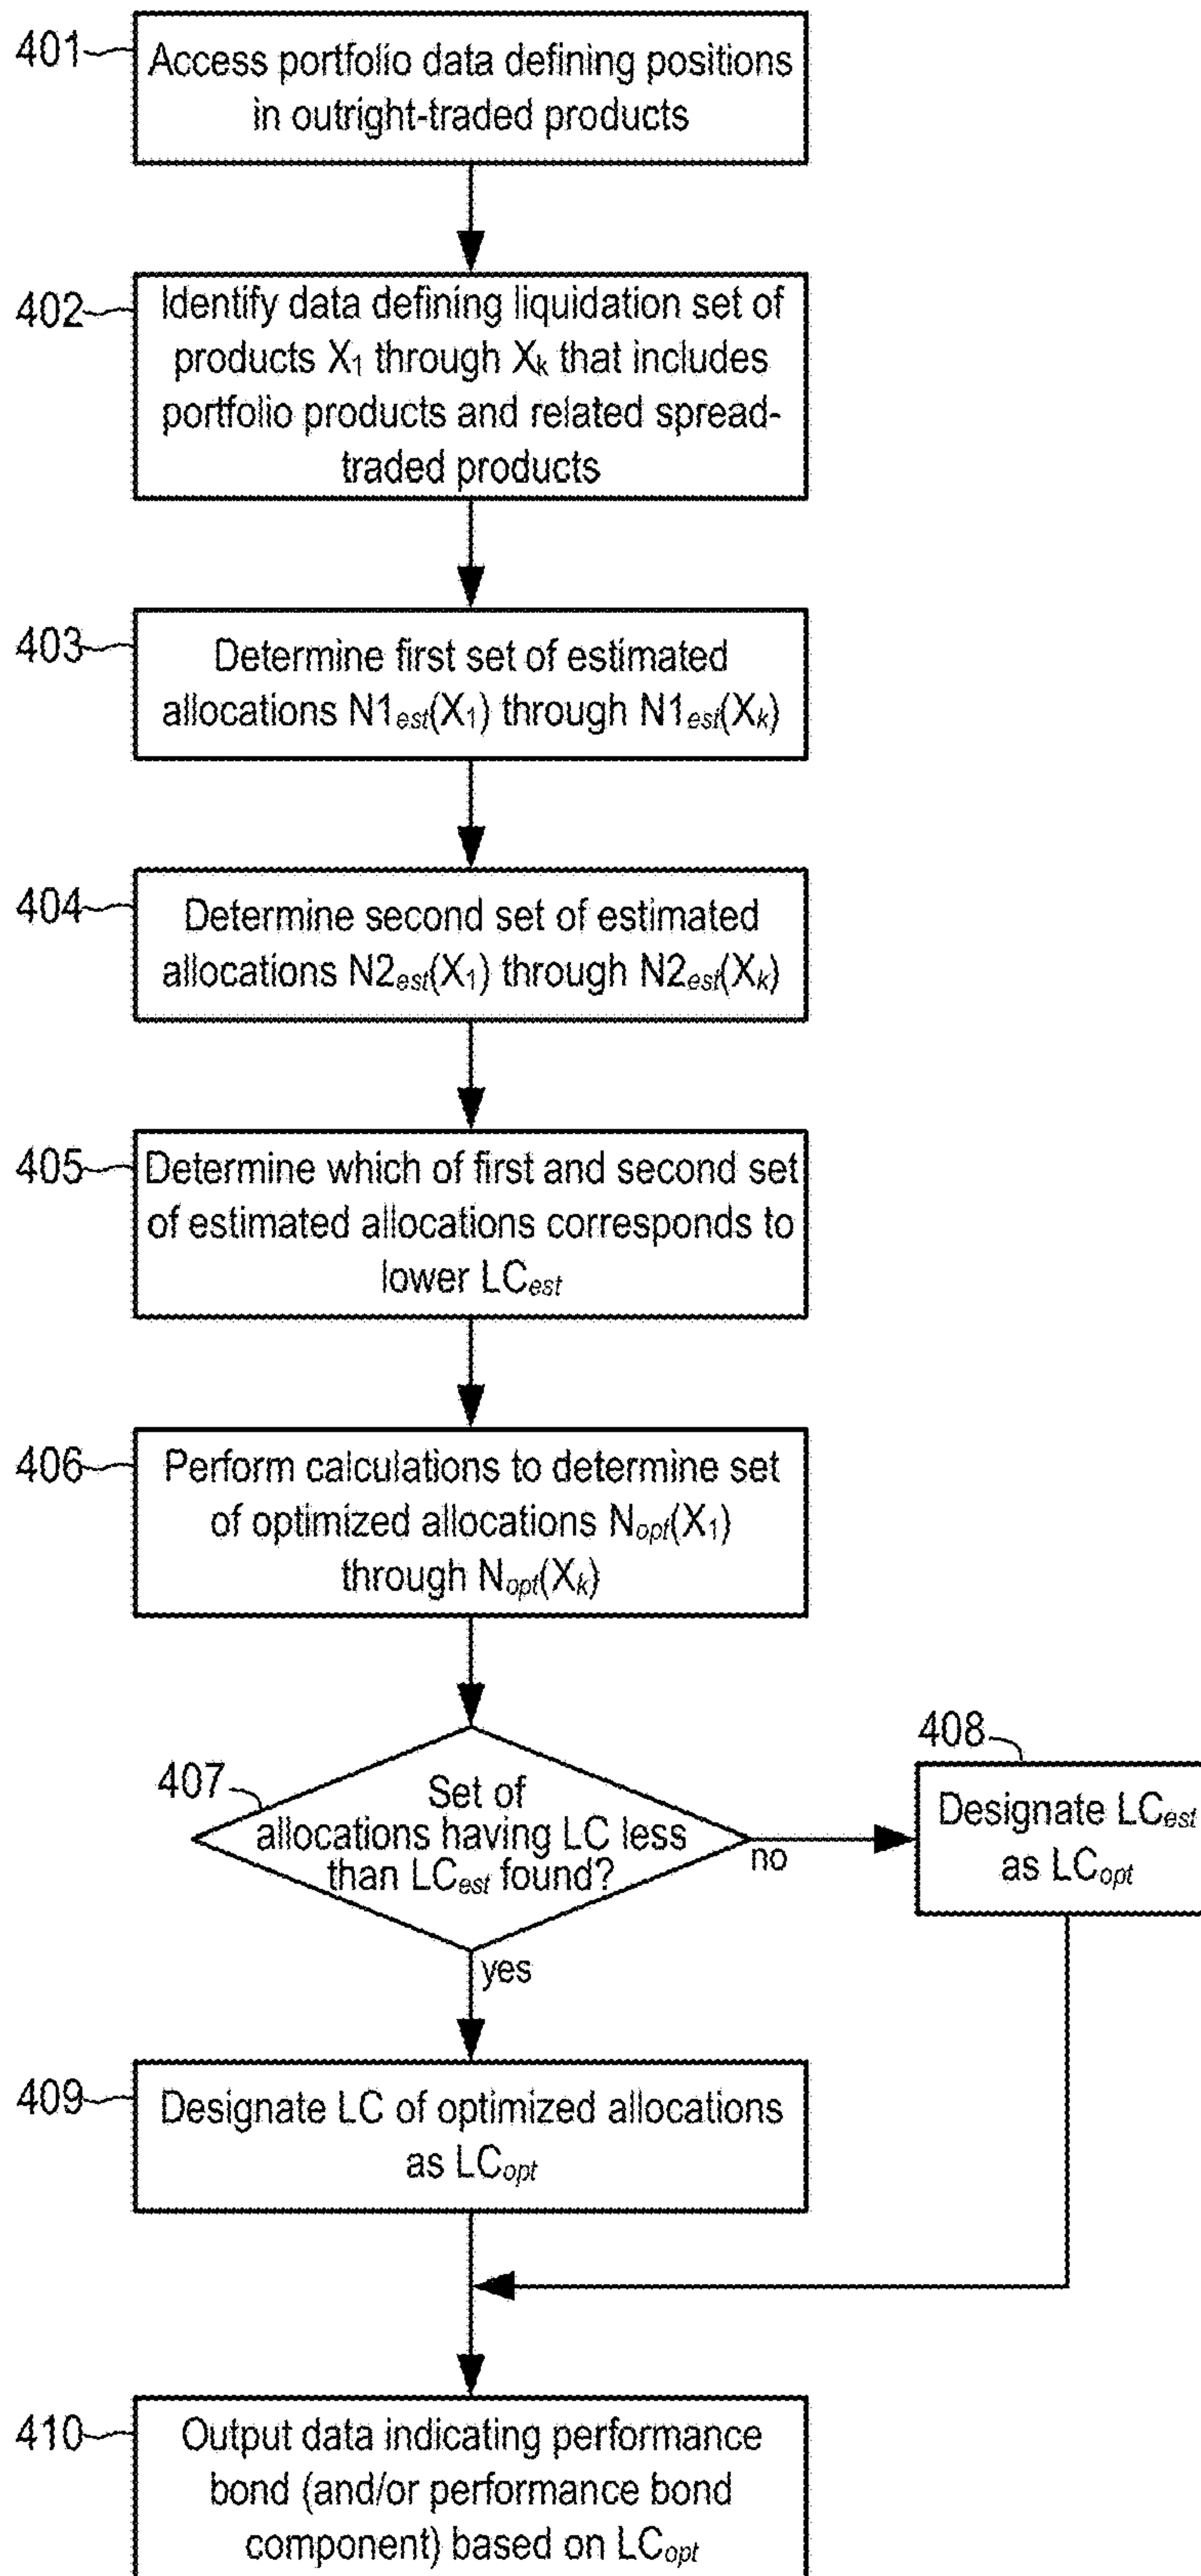 401
Access portfolio data defining positions
in outright-traded products
402
Identify data defining liquidation set of
products X₁ through Xₖ that includes
portfolio products and related spread-
traded products
403
Determine first set of estimated
allocations N1est(X₁) through N1est(Xₖ)
404
Determine second set of estimated
allocations N2est(X₁) through N2est(Xₖ)
405
Determine which of first and second set
of estimated allocations corresponds to
lower LCest
406
Perform calculations to determine set
of optimized allocations Nopt(X₁)
through Nopt(Xₖ)
407
Set of
allocations having LC less
than LCest found?
no
yes
408
Designate LCest
as LCopt
409
Designate LC of optimized allocations
as LCopt
410
Output data indicating performance
bond (and/or performance bond
component) based on LCopt